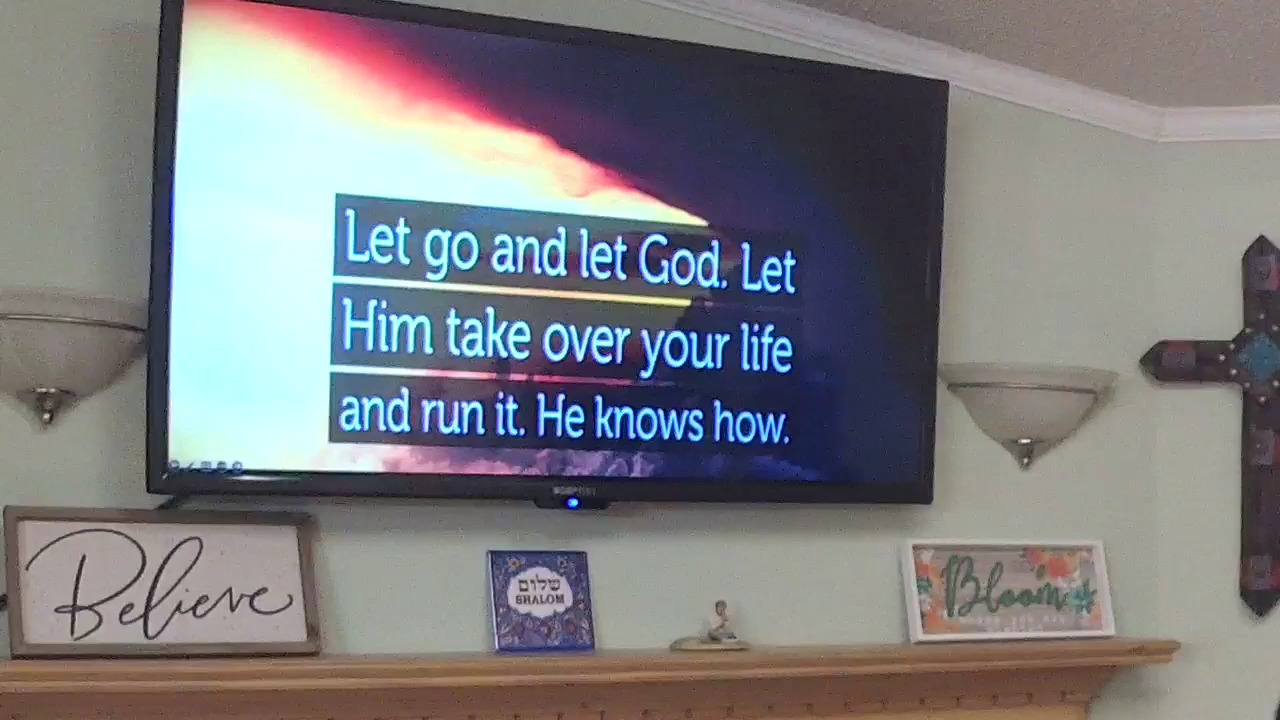 Let go and let God. Let
Him take over your life
and run it. He knows how.
Believe
שלום
SHALOM
Bloom